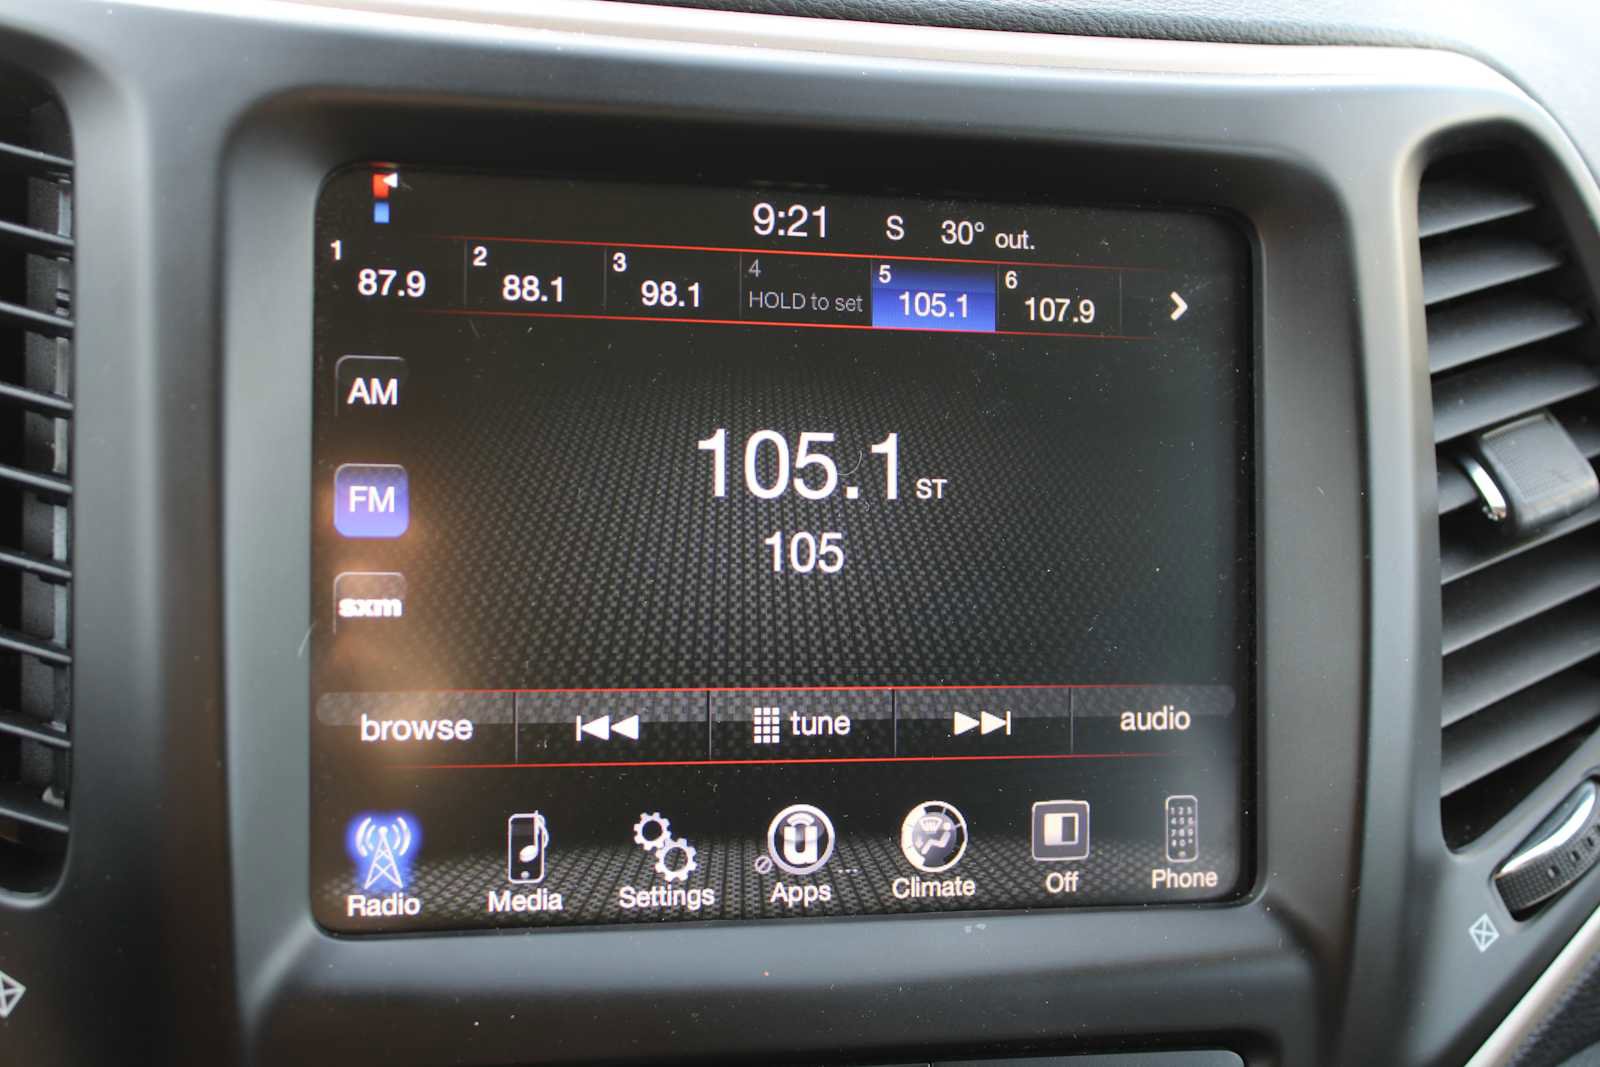 9:21 S 30° out.
1 2 3 4 5 6
87.9 88.1 98.1 HOLD to set 105.1 107.9
AM
105.1 ST
FM
105
sxm
browse tune audio
Radio Media Settings Apps Climate Off Phone